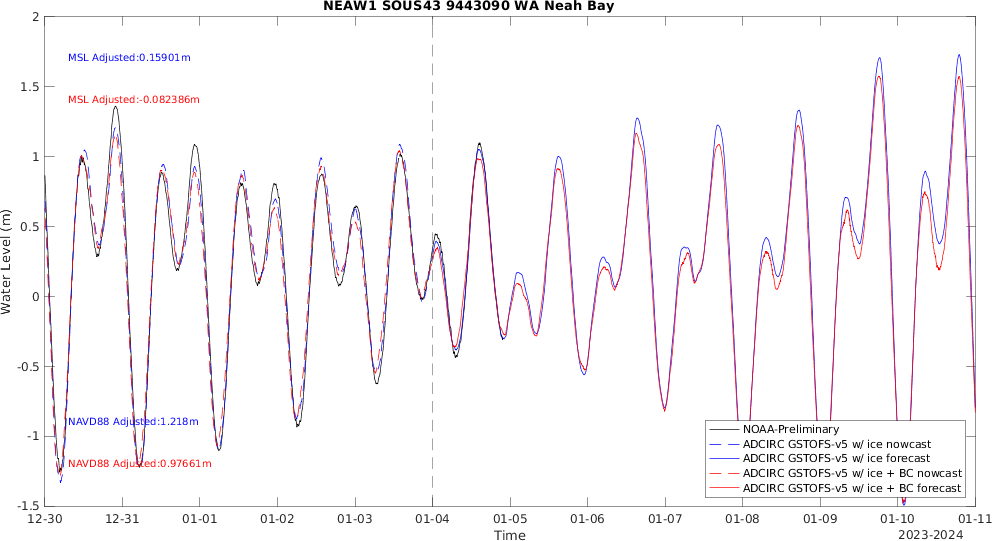 NEAW1 SOUS43 9443090 WA Neah Bay
2
1.5
1
0.5
0
-0.5
-1
-1.5
Water Level (m)
MSL Adjusted:0.15901m
MSL Adjusted:-0.082386m
NAVD88 Adjusted:1.218m
NAVD88 Adjusted:0.97661m
NOAA-Preliminary
ADCIRC GSTOFS-v5 w/ ice nowcast
ADCIRC GSTOFS-v5 w/ ice forecast
ADCIRC GSTOFS-v5 w/ ice + BC nowcast
ADCIRC GSTOFS-v5 w/ ice + BC forecast
12-30 12-31 01-01 01-02 01-03 01-04 01-05 01-06 01-07 01-08 01-09 01-10 01-11
Time
2023-2024